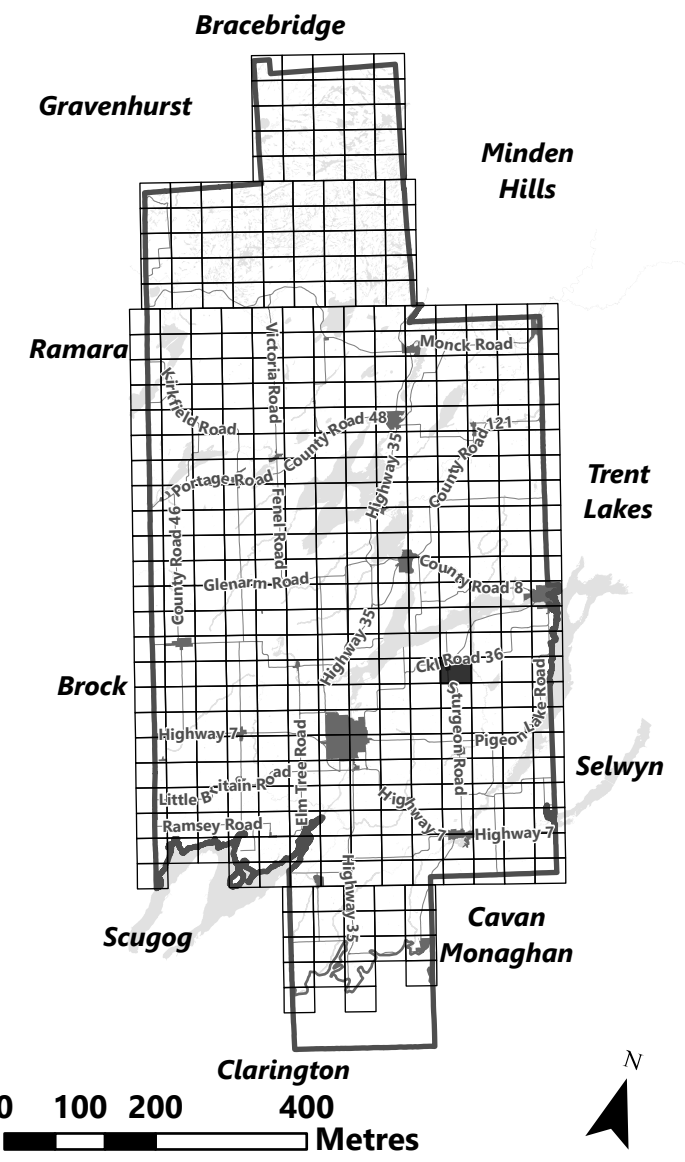 Bracebridge
Gravenhurst
Minden
Hills
Ramara
Monck Road
Victoria Road
Kirkfield Road
County Road 48
County Road 121
Highway 35
Portage Road
Trent
Lakes
Fenel Road
County Road 46
County Road 8
Glenarm Road
Highway 35
Ckl Road 36
Brock
Sturgeon Road
Pigeon Lake Road
Highway 7
Elm Tree Road
Selwyn
Little Britain Road
Highway 7
Ramsey Road
Highway 7
Highway 35
Scugog
Cavan
Monaghan
Clarington
N
0 100 200 400
Metres